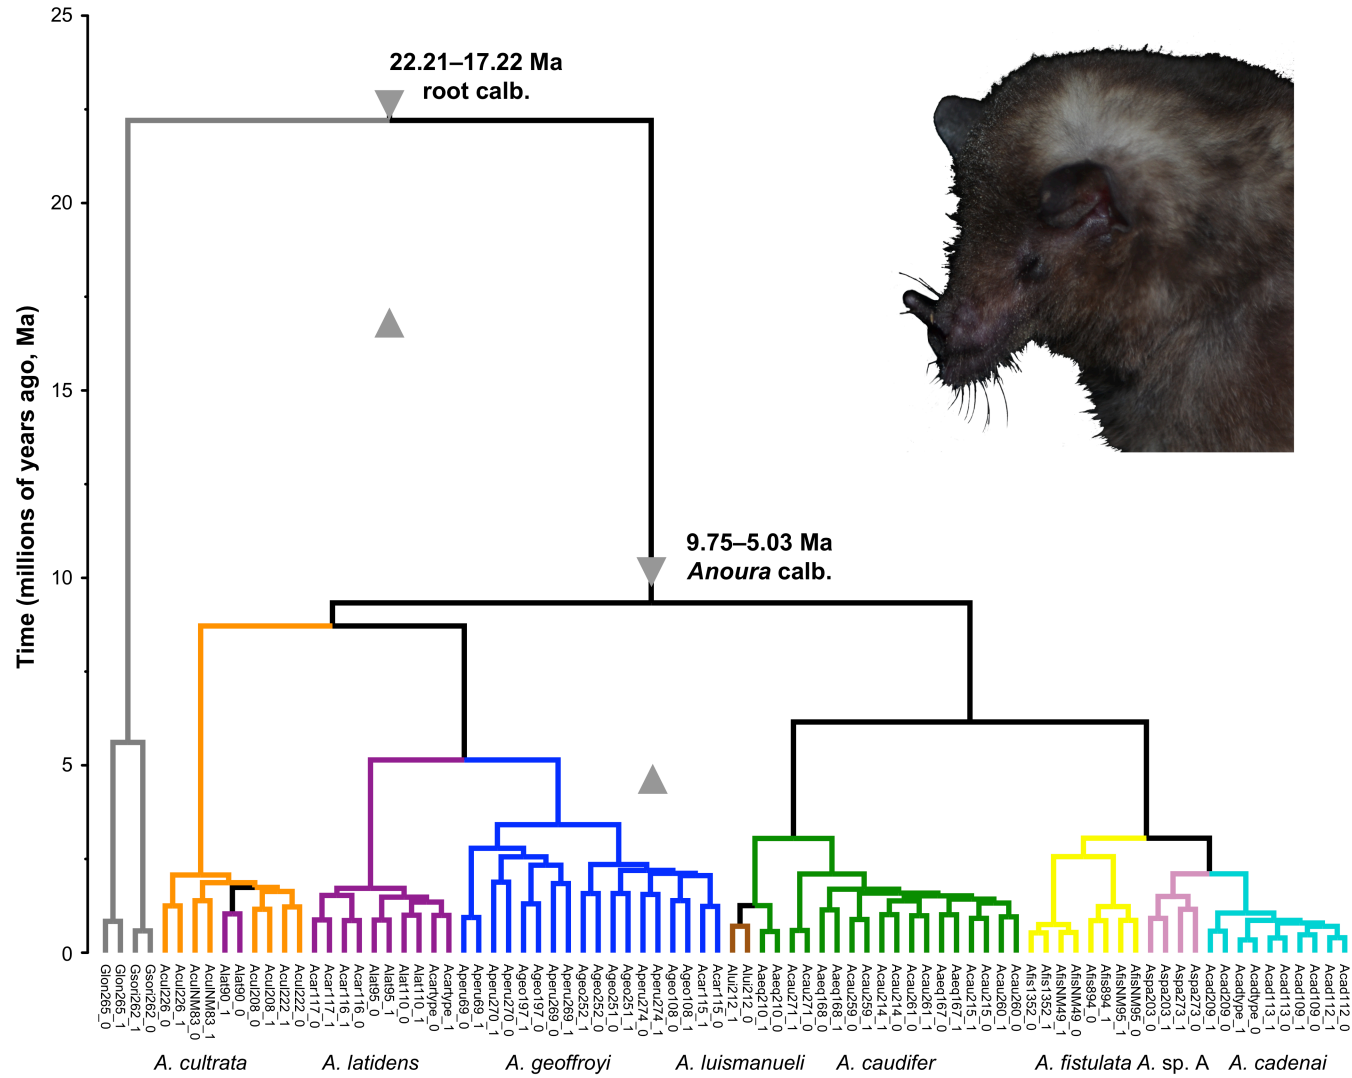 25
20
15
10
5
0
Time (millions of years ago, Ma)
22.21–17.22 Ma
root calb.
9.75–5.03 Ma
Anoura calb.
Glon265_0
Glon265_1
Gsori262_1
Gsori262_0
Acul226_0
Acul226_1
AculNM83_0
AculNM83_1
Alat90_1
Alat90_0
Acul208_0
Acul208_1
Acul222_1
Acul222_0
Acar117_0
Acar117_1
Acar116_1
Acar116_0
Alat95_0
Alat95_1
Alat110_0
Alat110_1
Acartype_1
Acartype_0
Aperu69_0
Aperu69_1
Aperu270_1
Aperu270_0
Ageo197_0
Ageo197_1
Aperu269_0
Aperu269_1
Ageo252_1
Ageo252_0
Ageo251_0
Ageo251_1
Aperu274_0
Aperu274_1
Ageo108_0
Ageo108_1
Acar115_1
Acar115_0
Alui212_1
Alui212_0
Aaeq210_0
Aaeq210_1
Acau271_1
Acau271_0
Aaeq168_0
Aaeq168_1
Acau259_0
Acau259_1
Acau214_0
Acau214_1
Acau261_0
Acau261_1
Aaeq167_0
Aaeq167_1
Acau215_1
Acau215_0
Acau260_1
Acau260_0
Afis1352_0
Afis1352_1
AfisNM49_1
AfisNM49_0
Afis894_0
Afis894_1
AfisNM95_1
AfisNM95_0
Aspa203_0
Aspa203_1
Aspa273_1
Aspa273_0
Acad209_1
Acad209_0
Acadtype_1
Acadtype_0
Acad113_1
Acad113_0
Acad109_1
Acad109_0
Acad112_1
Acad112_0
A. cultrata
A. latidens
A. geoffroyi
A. luismanueli
A. caudifer
A. fistulata
A. sp. A
A. cadenai